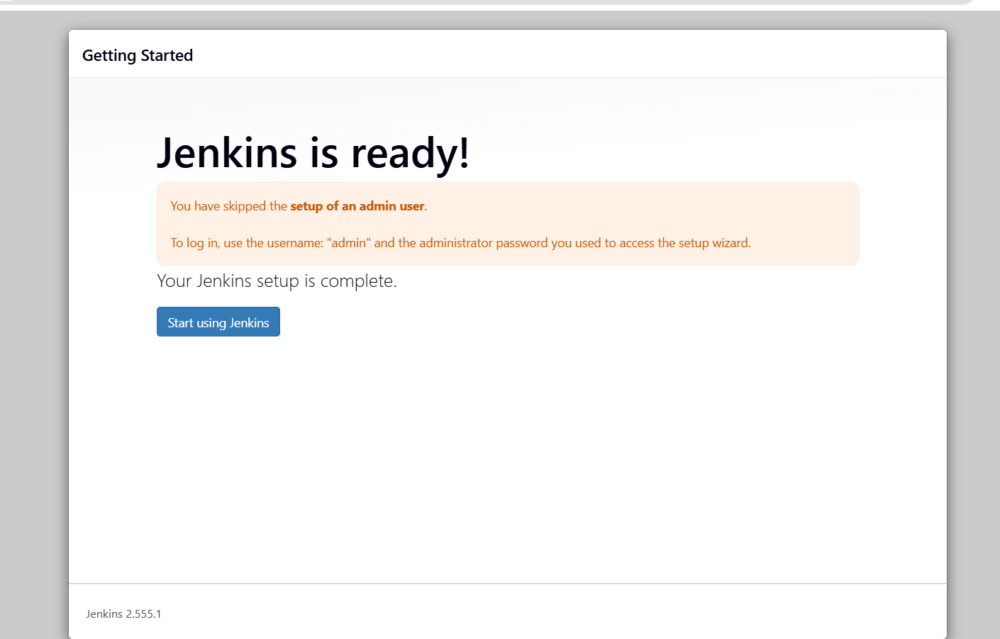 Getting Started
Jenkins is ready!
You have skipped the setup of an admin user.
To log in, use the username: "admin" and the administrator password you used to access the setup wizard.
Your Jenkins setup is complete.
Start using Jenkins
Jenkins 2.555.1